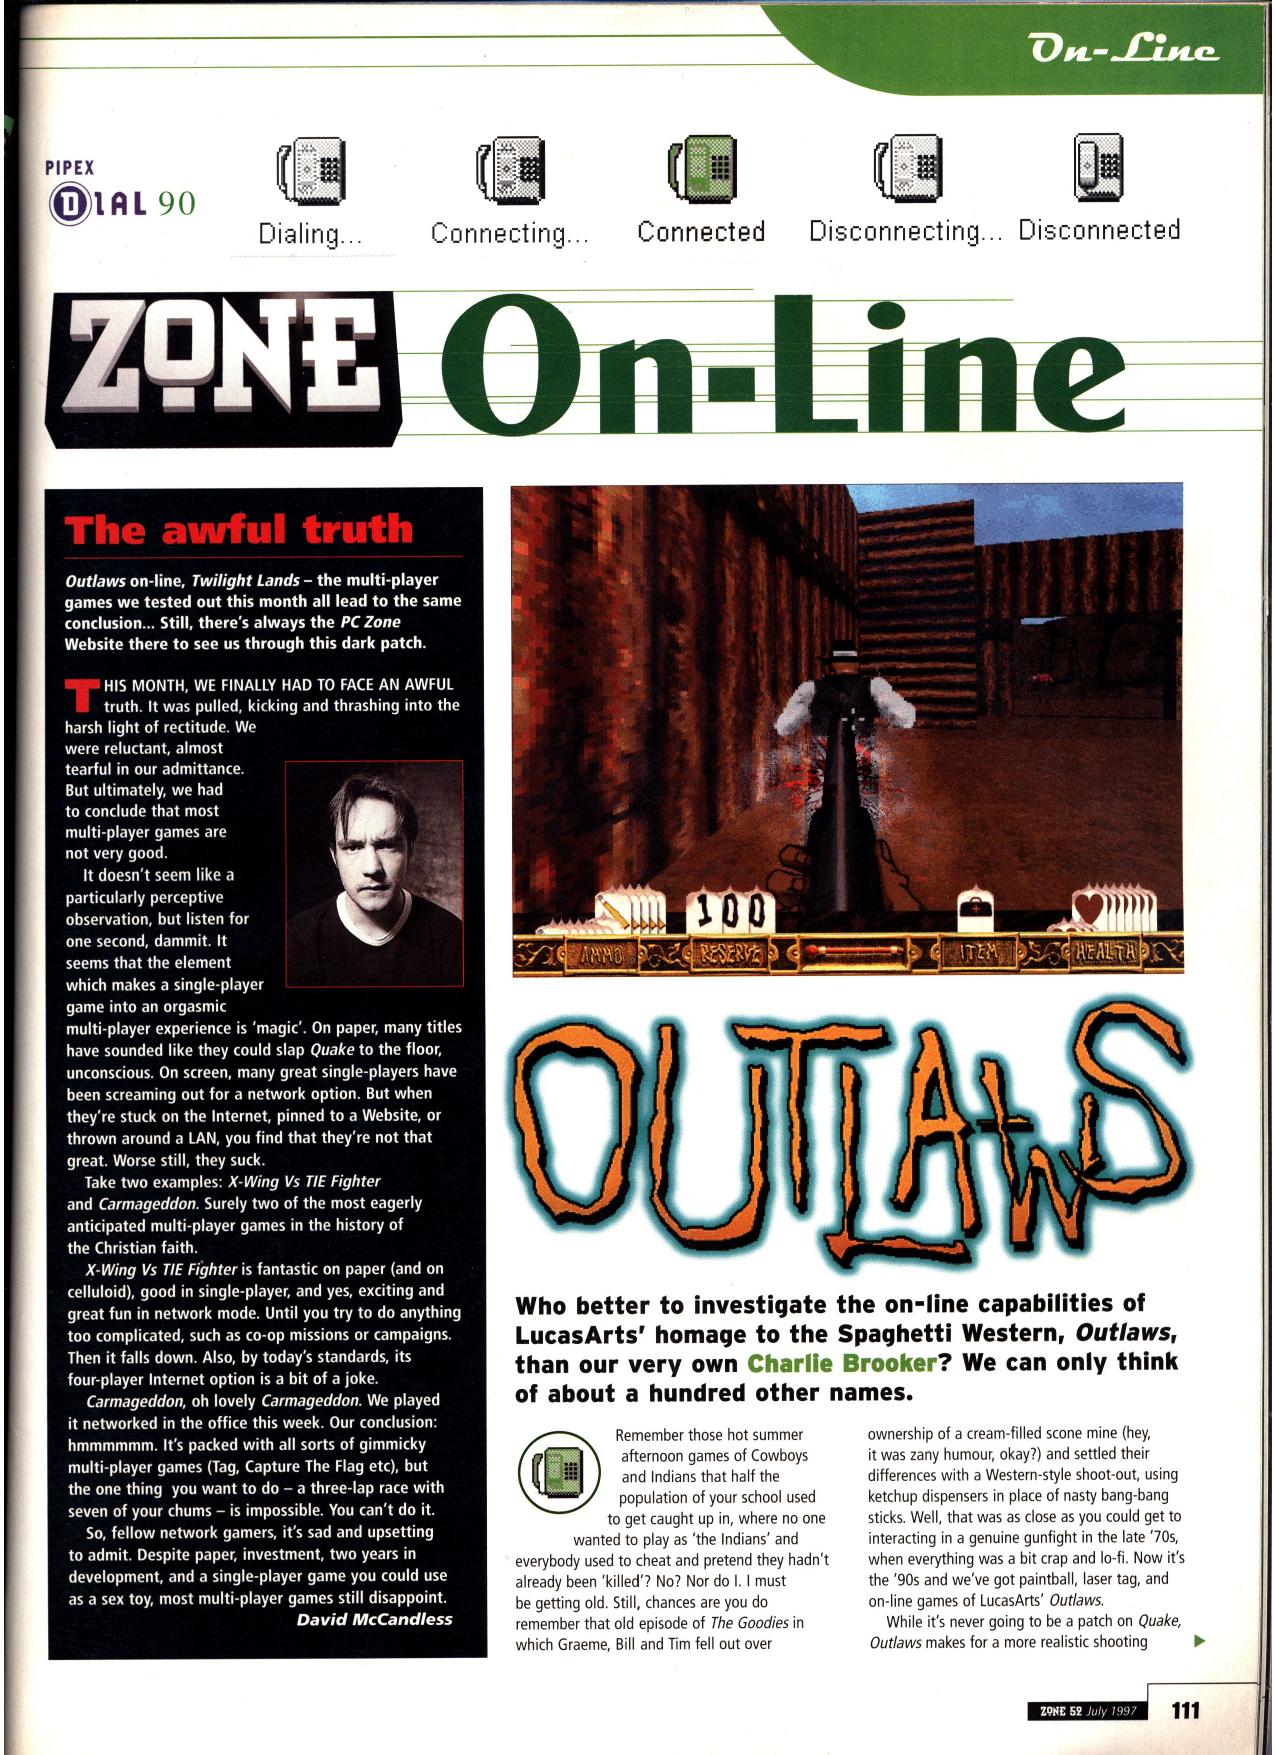 On-Line
PIPEX
DIAL 90
Dialing...
Connecting...
Connected
Disconnecting...
Disconnected
ZONE
On-Line
The awful truth
Outlaws on-line, Twilight Lands – the multi-player
games we tested out this month all lead to the same
conclusion... Still, there's always the PC Zone
Website there to see us through this dark patch.
THIS MONTH, WE FINALLY HAD TO FACE AN AWFUL
truth. It was pulled, kicking and thrashing into the
harsh light of rectitude. We
were reluctant, almost
tearful in our admittance.
But ultimately, we had
to conclude that most
multi-player games are
not very good.
It doesn't seem like a
particularly perceptive
observation, but listen for
one second, dammit. It
seems that the element
which makes a single-player
game into an orgasmic
multi-player experience is 'magic'. On paper, many titles
have sounded like they could slap Quake to the floor,
unconscious. On screen, many great single-players have
been screaming out for a network option. But when
they're stuck on the Internet, pinned to a Website, or
thrown around a LAN, you find that they're not that
great. Worse still, they suck.
Take two examples: X-Wing Vs TIE Fighter
and Carmageddon. Surely two of the most eagerly
anticipated multi-player games in the history of
the Christian faith.
X-Wing Vs TIE Fighter is fantastic on paper (and on
celluloid), good in single-player, and yes, exciting and
great fun in network mode. Until you try to do anything
too complicated, such as co-op missions or campaigns.
Then it falls down. Also, by today's standards, its
four-player Internet option is a bit of a joke.
Carmageddon, oh lovely Carmageddon. We played
it networked in the office this week. Our conclusion:
hmmmmmm. It's packed with all sorts of gimmicky
multi-player games (Tag, Capture The Flag etc), but
the one thing you want to do – a three-lap race with
seven of your chums – is impossible. You can't do it.
So, fellow network gamers, it's sad and upsetting
to admit. Despite paper, investment, two years in
development, and a single-player game you could use
as a sex toy, most multi-player games still disappoint.
David McCandless
100
AMMO
RESERVE
ITEM
HEALTH
OUTLAWS
Who better to investigate the on-line capabilities of
LucasArts' homage to the Spaghetti Western, Outlaws,
than our very own Charlie Brooker? We can only think
of about a hundred other names.
Remember those hot summer
afternoon games of Cowboys
and Indians that half the
population of your school used
to get caught up in, where no one
wanted to play as 'the Indians' and
everybody used to cheat and pretend they hadn't
already been 'killed'? No? Nor do I. I must
be getting old. Still, chances are you do
remember that old episode of The Goodies in
which Graeme, Bill and Tim fell out over
ownership of a cream-filled scone mine (hey,
it was zany humour, okay?) and settled their
differences with a Western-style shoot-out, using
ketchup dispensers in place of nasty bang-bang
sticks. Well, that was as close as you could get to
interacting in a genuine gunfight in the late '70s,
when everything was a bit crap and lo-fi. Now it's
the '90s and we've got paintball, laser tag, and
on-line games of LucasArts' Outlaws.
While it's never going to be a patch on Quake,
Outlaws makes for a more realistic shooting
ZONE 52 July 1997
111